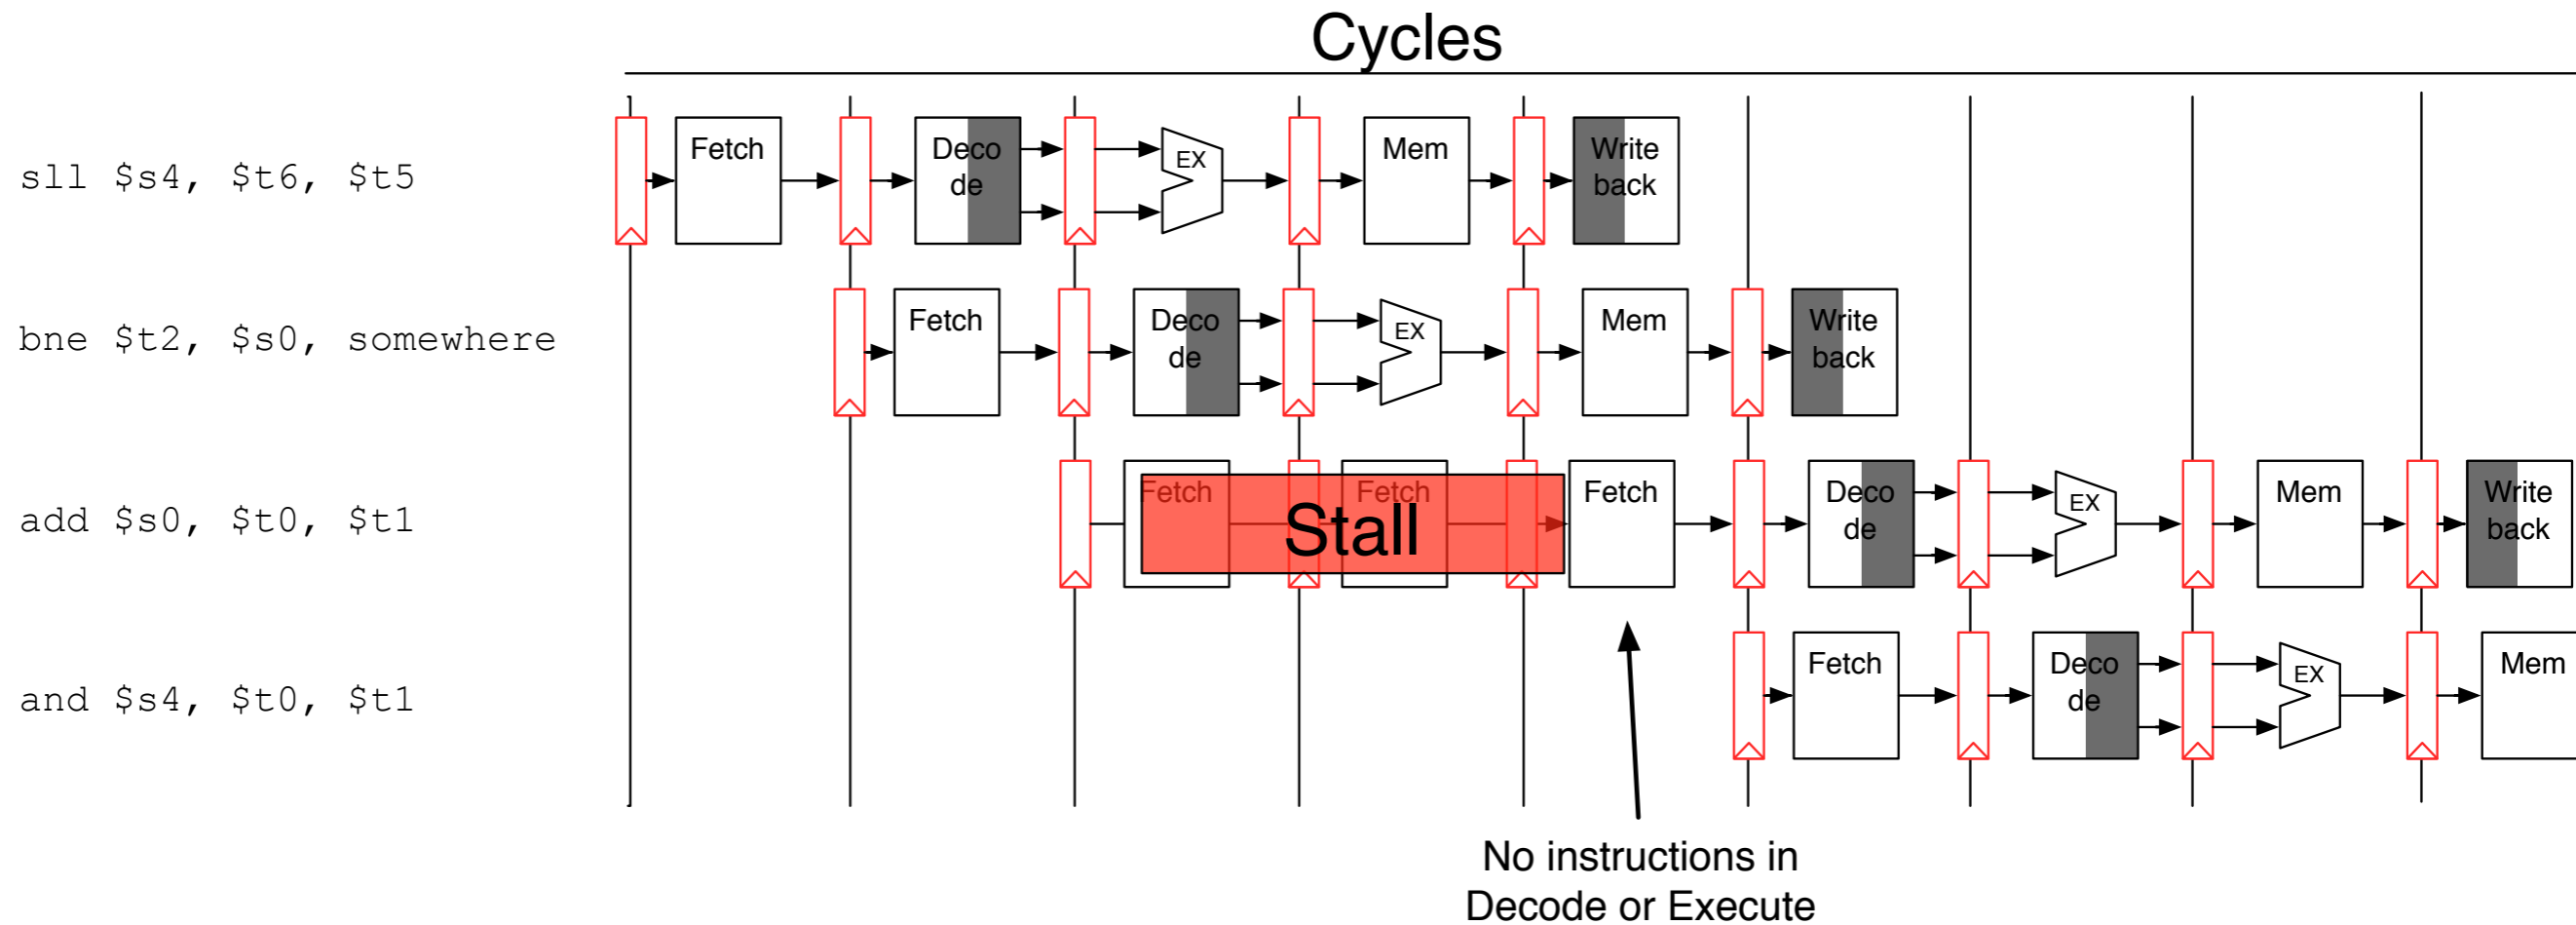 Cycles
sll $s4, $t6, $t5
Fetch
Deco
de
EX
Mem
Write
back
bne $t2, $s0, somewhere
Fetch
Deco
de
EX
Mem
Write
back
add $s0, $t0, $t1
Fetch
Fetch
Stall
Fetch
Deco
de
EX
Mem
Write
back
and $s4, $t0, $t1
Fetch
Deco
de
EX
Mem
No instructions in
Decode or Execute